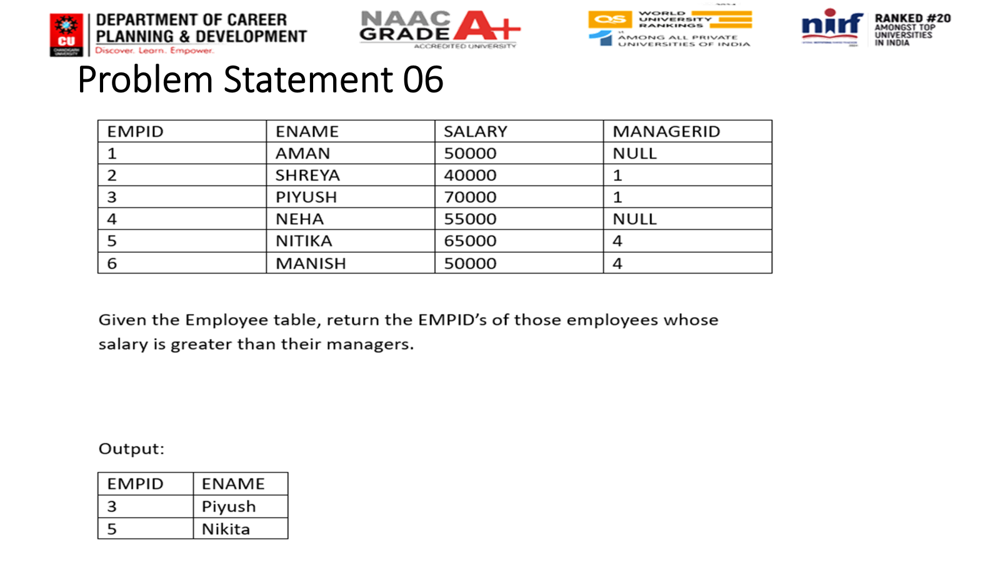 DEPARTMENT OF CAREER
PLANNING & DEVELOPMENT
Discover. Learn. Empower.
CU
CHANDIGARH
UNIVERSITY
NAAC
GRADE A+
ACCREDITED UNIVERSITY
QS WORLD
UNIVERSITY
RANKINGS
1st AMONG ALL PRIVATE
UNIVERSITIES OF INDIA
nirf
RANKED #20
AMONGST TOP
UNIVERSITIES
IN INDIA
Problem Statement 06
EMPID ENAME SALARY MANAGERID
1 AMAN 50000 NULL
2 SHREYA 40000 1
3 PIYUSH 70000 1
4 NEHA 55000 NULL
5 NITIKA 65000 4
6 MANISH 50000 4
Given the Employee table, return the EMPID’s of those employees whose
salary is greater than their managers.
Output:
EMPID ENAME
3 Piyush
5 Nikita